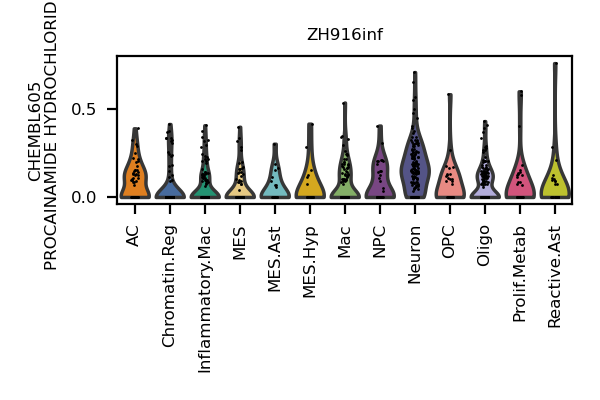 ZH916inf
CHEMBL605
PROCAINAMIDE HYDROCHLORID
0.5
0.0
AC
Chromatin.Reg
Inflammatory.Mac
MES
MES.Ast
MES.Hyp
Mac
NPC
Neuron
OPC
Oligo
Prolif.Metab
Reactive.Ast